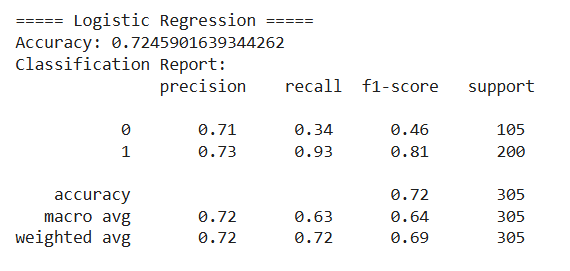 ===== Logistic Regression =====
Accuracy: 0.7245901639344262
Classification Report:
precision recall f1-score support
0 0.71 0.34 0.46 105
1 0.73 0.93 0.81 200
accuracy 0.72 305
macro avg 0.72 0.63 0.64 305
weighted avg 0.72 0.72 0.69 305